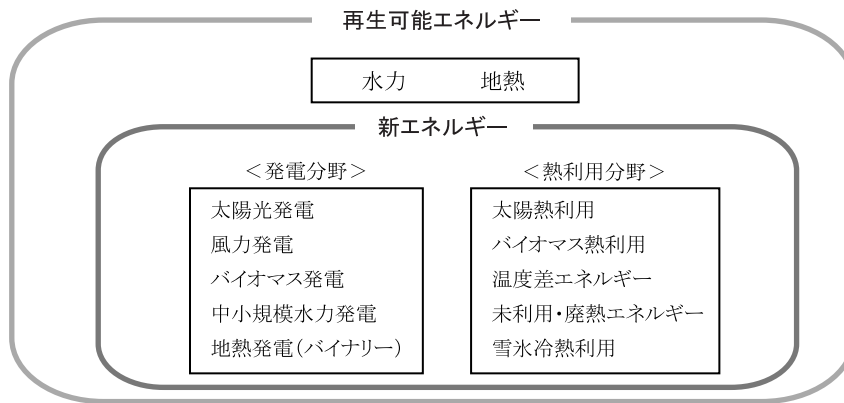 再生可能エネルギー
水力　地熱
新エネルギー
＜発電分野＞
太陽光発電
風力発電
バイオマス発電
中小規模水力発電
地熱発電（バイナリー）
＜熱利用分野＞
太陽熱利用
バイオマス熱利用
温度差エネルギー
未利用・廃熱エネルギー
雪氷冷熱利用